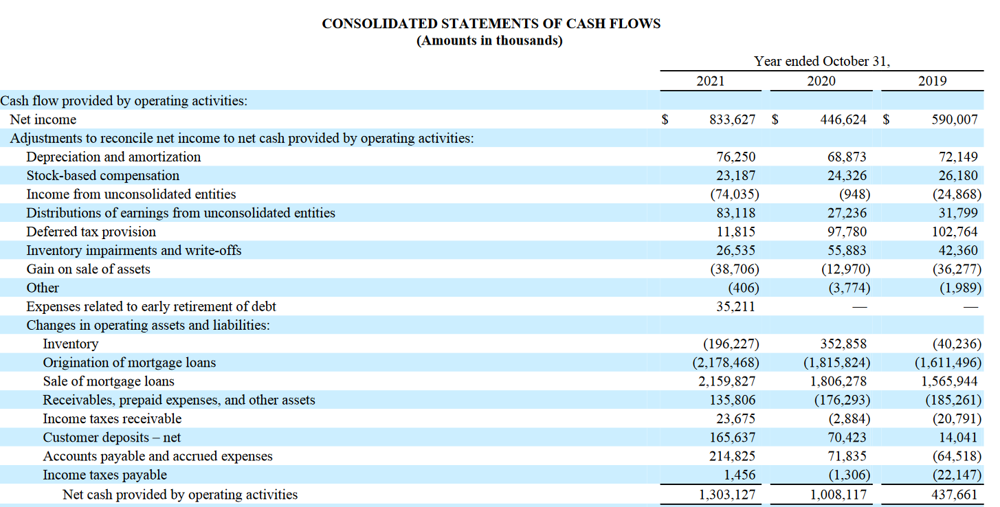 CONSOLIDATED STATEMENTS OF CASH FLOWS
(Amounts in thousands)
Year ended October 31,
2021 2020 2019
Cash flow provided by operating activities:
Net income $ 833,627 $ 446,624 $ 590,007
Adjustments to reconcile net income to net cash provided by operating activities:
Depreciation and amortization 76,250 68,873 72,149
Stock-based compensation 23,187 24,326 26,180
Income from unconsolidated entities (74,035) (948) (24,868)
Distributions of earnings from unconsolidated entities 83,118 27,236 31,799
Deferred tax provision 11,815 97,780 102,764
Inventory impairments and write-offs 26,535 55,883 42,360
Gain on sale of assets (38,706) (12,970) (36,277)
Other (406) (3,774) (1,989)
Expenses related to early retirement of debt 35,211 — —
Changes in operating assets and liabilities:
Inventory (196,227) 352,858 (40,236)
Origination of mortgage loans (2,178,468) (1,815,824) (1,611,496)
Sale of mortgage loans 2,159,827 1,806,278 1,565,944
Receivables, prepaid expenses, and other assets 135,806 (176,293) (185,261)
Income taxes receivable 23,675 (2,884) (20,791)
Customer deposits – net 165,637 70,423 14,041
Accounts payable and accrued expenses 214,825 71,835 (64,518)
Income taxes payable 1,456 (1,306) (22,147)
Net cash provided by operating activities 1,303,127 1,008,117 437,661